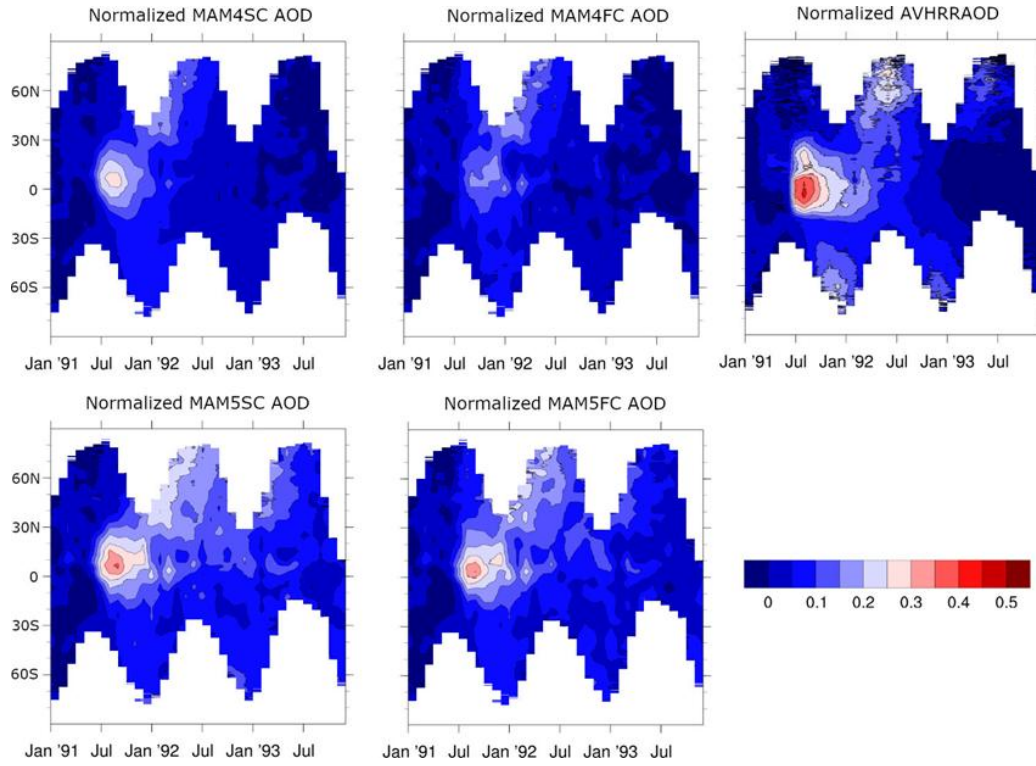 Normalized MAM4SC AOD
Normalized MAM4FC AOD
Normalized AVHRRAOD
60N
30N
0
30S
60S
Jan '91 Jul Jan '92 Jul Jan '93 Jul
Jan '91 Jul Jan '92 Jul Jan '93 Jul
Jan '91 Jul Jan '92 Jul Jan '93 Jul
Normalized MAM5SC AOD
Normalized MAM5FC AOD
60N
30N
0
30S
60S
Jan '91 Jul Jan '92 Jul Jan '93 Jul
Jan '91 Jul Jan '92 Jul Jan '93 Jul
0 0.1 0.2 0.3 0.4 0.5